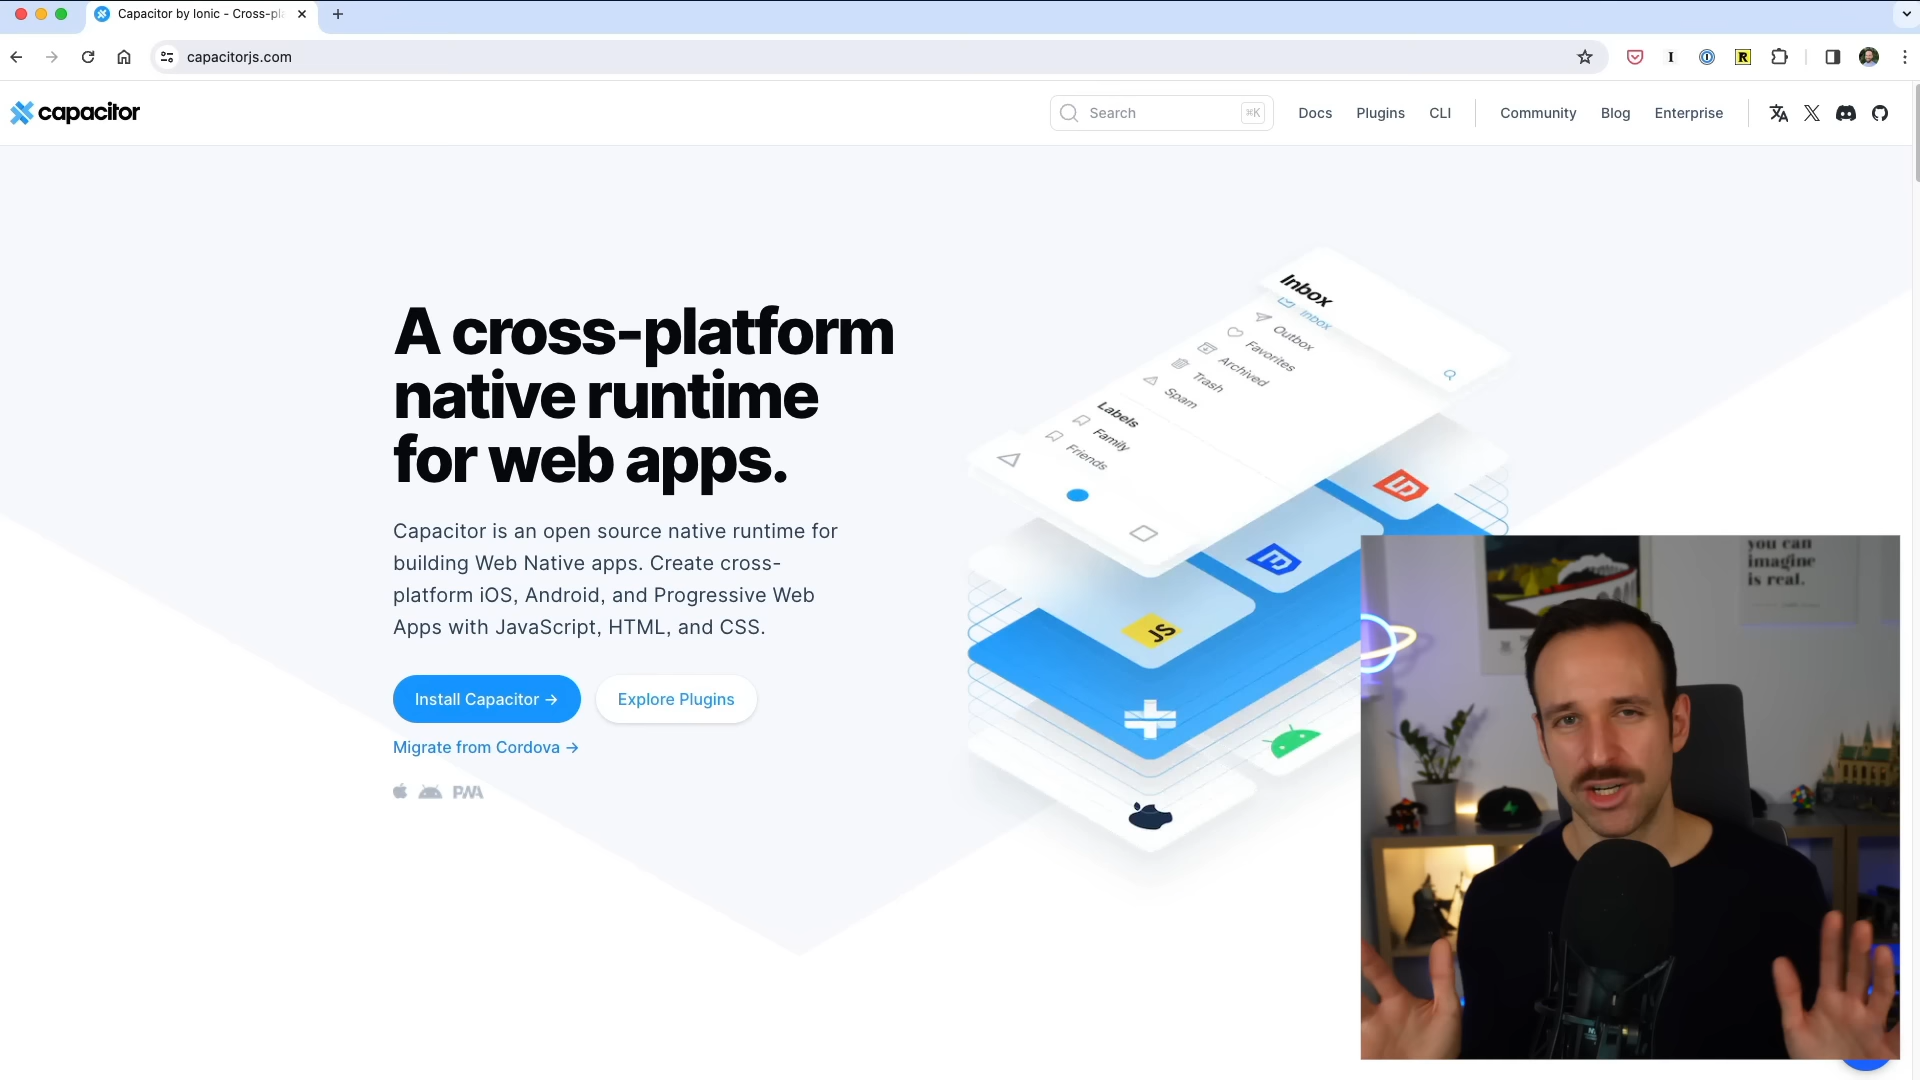 Capacitor by Ionic - Cross-pla
capacitorjs.com
capacitor
Search
⌘K
Docs
Plugins
CLI
Community
Blog
Enterprise
A cross-platform
native runtime
for web apps.
Capacitor is an open source native runtime for
building Web Native apps. Create cross-
platform iOS, Android, and Progressive Web
Apps with JavaScript, HTML, and CSS.
Install Capacitor →
Explore Plugins
Migrate from Cordova →
PWA
Inbox
Inbox
Outbox
Favorites
Archived
Trash
Spam
Labels
Family
Friends
JS
you can
imagine
is real.